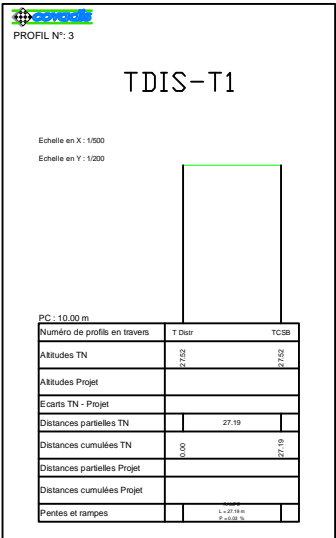 covadis
PROFIL N°: 3
TDIS-T1
Echelle en X : 1/500
Echelle en Y : 1/200
PC : 10.00 m
Numéro de profils en travers T Distr TCSB
Altitudes TN 27.52 27.52
Altitudes Projet
Ecarts TN - Projet
Distances partielles TN 27.19
Distances cumulées TN 0.00 27.19
Distances partielles Projet
Distances cumulées Projet
Pentes et rampes L = 27.19 m
P = 0.03 %